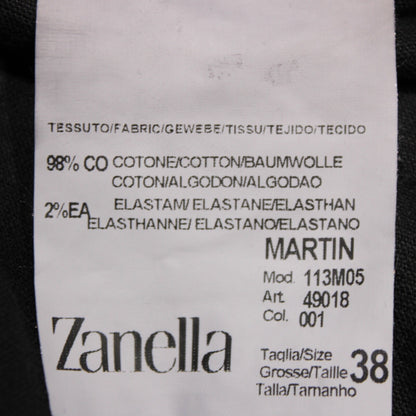 TESSUTO/FABRIC/GEWEBE/TISSU/TEJIDO/TECIDO
98% CO COTONE/COTTON/BAUMWOLLE
COTON/ALGODON/ALGODAO
2%EA ELASTAM/ELASTANE/ELASTHAN
ELASTHANNE/ELASTANO/ELASTANO
MARTIN
Mod. 113M05
Art. 49018
Col. 001
Zanella
Taglia/Size
Grosse/Taille 38
Talla/Tamanho